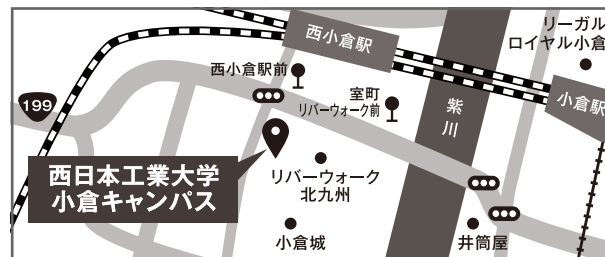 リーガル
ロイヤル小倉
西小倉駅
西小倉駅前
室町
リバーウォーク前
小倉駅
199
紫川
西日本工業大学
小倉キャンパス
リバーウォーク
北九州
小倉城
井筒屋